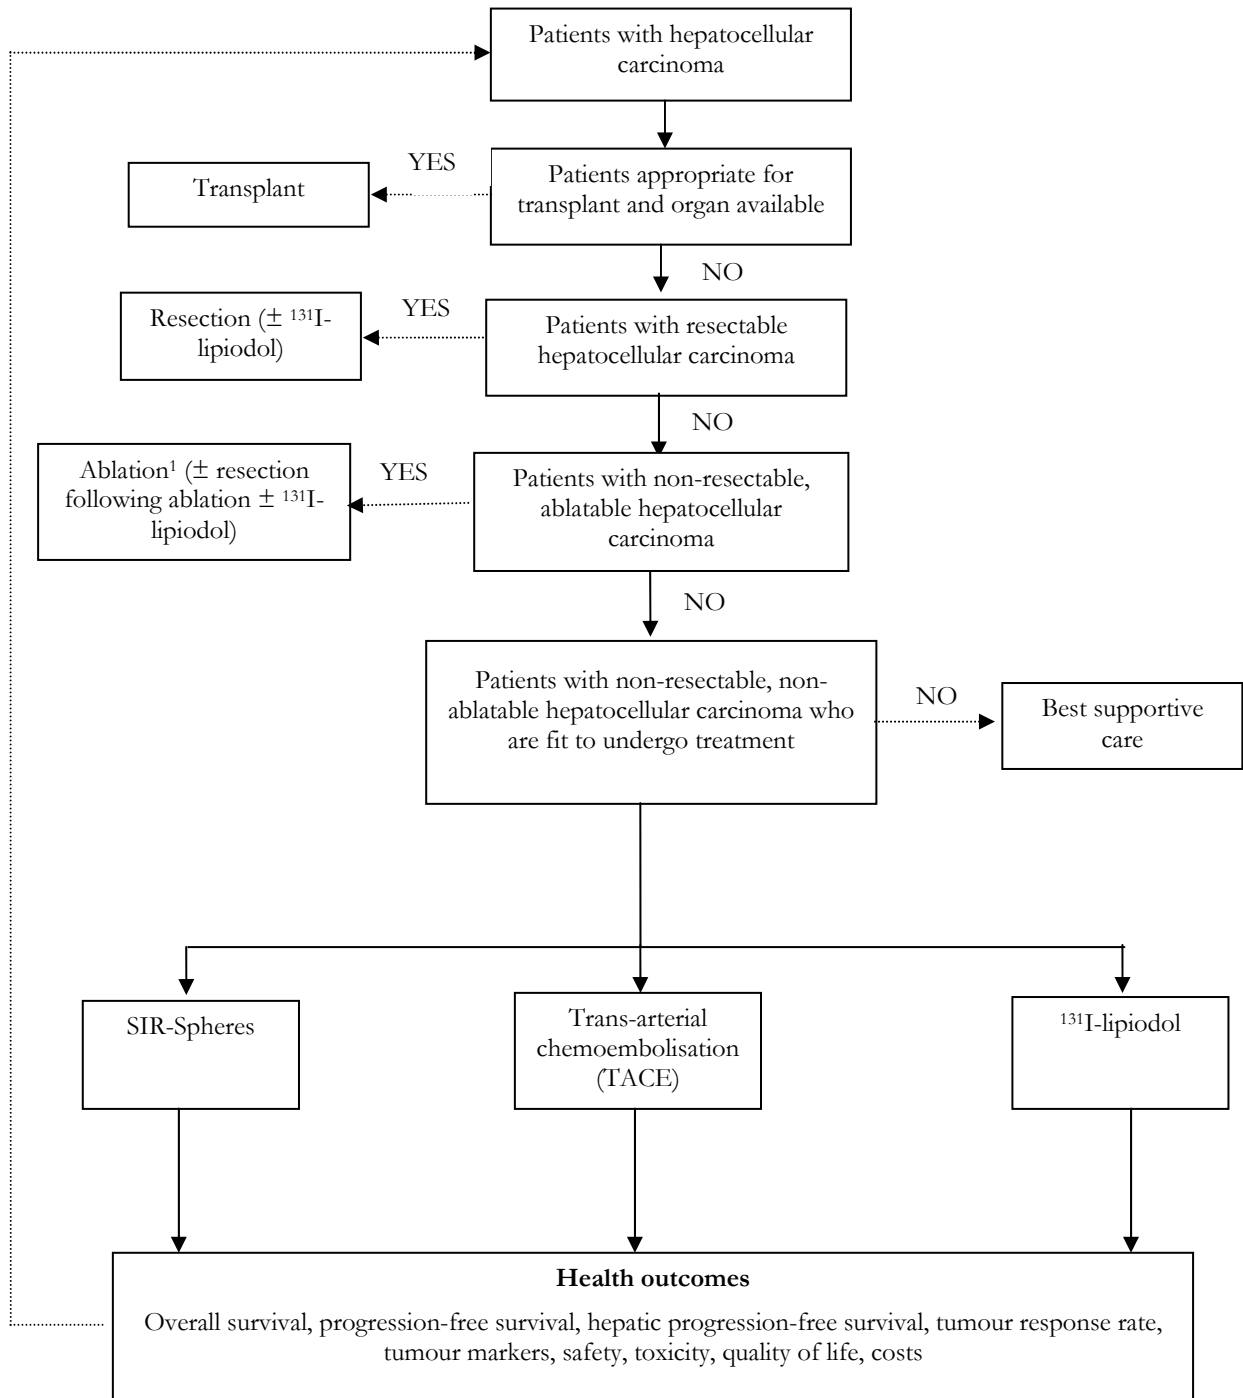 Patients with hepatocellular
carcinoma
YES
Transplant
Patients appropriate for
transplant and organ available
NO
YES
Resection (± ¹³¹I-
lipiodol)
Patients with resectable
hepatocellular carcinoma
NO
YES
Ablation¹ (± resection
following ablation ± ¹³¹I-
lipiodol)
Patients with non-resectable,
ablatable hepatocellular
carcinoma
NO
Patients with non-resectable, non-
ablatable hepatocellular carcinoma who
are fit to undergo treatment
NO
Best supportive
care
SIR-Spheres
Trans-arterial
chemoembolisation
(TACE)
¹³¹I-lipiodol
Health outcomes
Overall survival, progression-free survival, hepatic progression-free survival, tumour response rate,
tumour markers, safety, toxicity, quality of life, costs